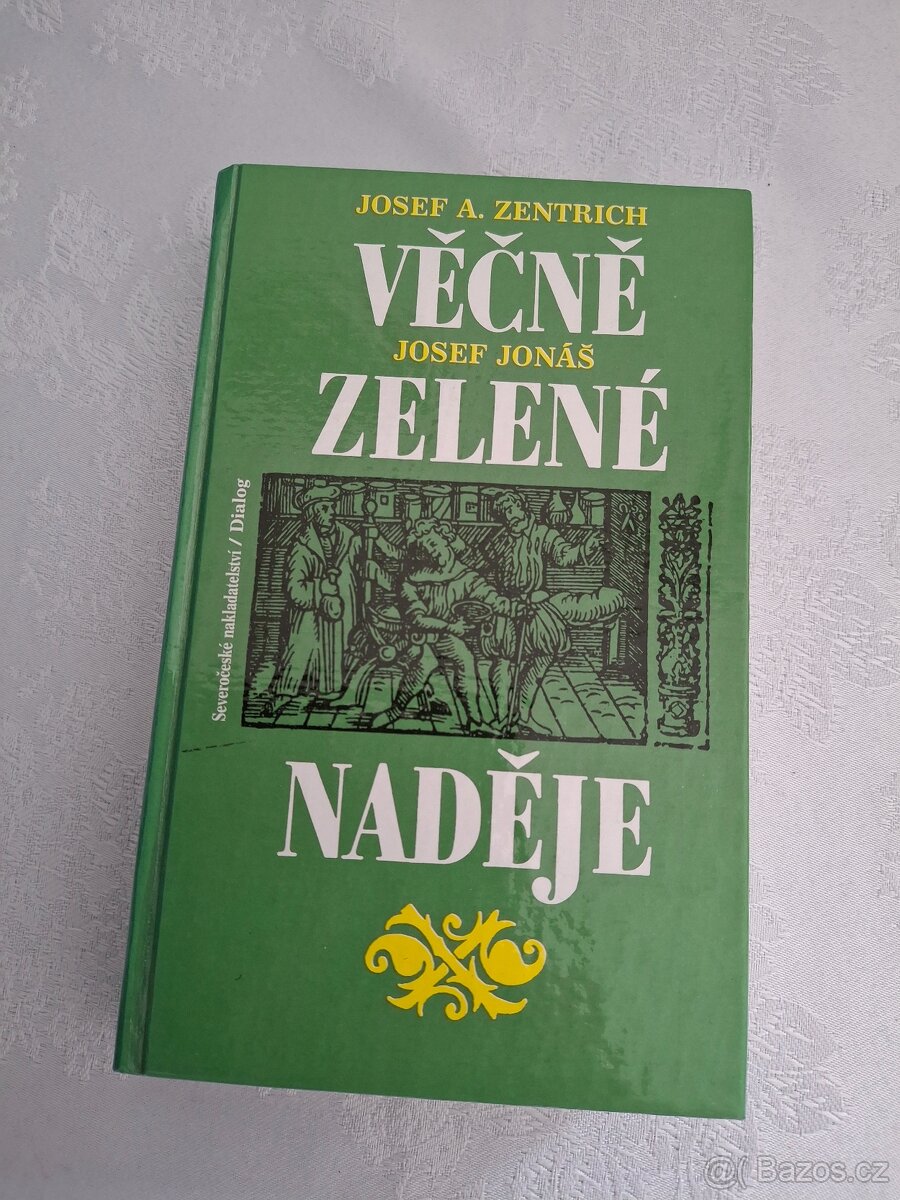 JOSEF A. ZENTRICH
VĚČNĚ
JOSEF JONÁŠ
ZELENÉ
Severočeské nakladatelství / Dialog
NADĚJE
@( Bazos.cz